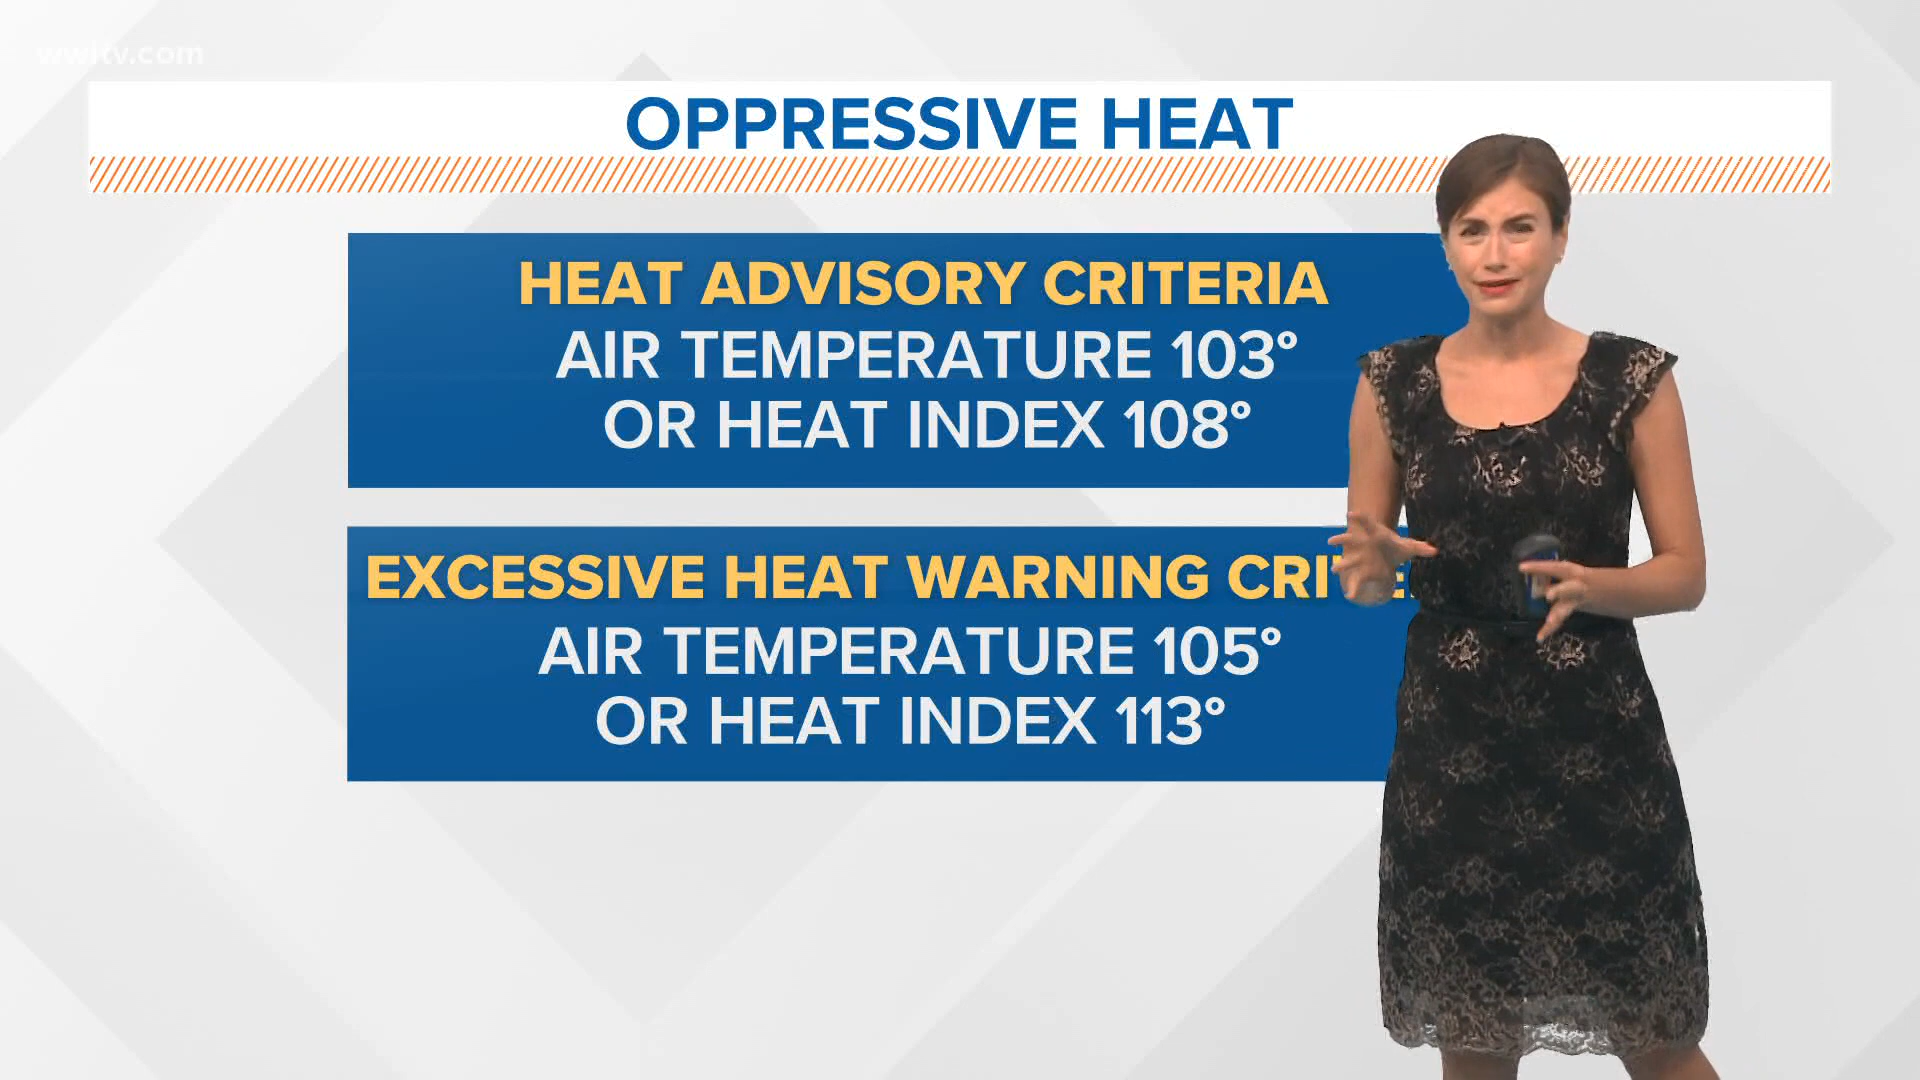 wwltv.com
OPPRESSIVE HEAT
HEAT ADVISORY CRITERIA
AIR TEMPERATURE 103°
OR HEAT INDEX 108°
EXCESSIVE HEAT WARNING
AIR TEMPERATURE 105°
OR HEAT INDEX 113°